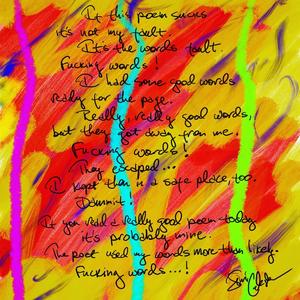 If this poem sucks
it's not my fault.
It's the words fault.
Fucking words!
I had some good words
ready for the page.
Really, really good words,
but they got away from me.
Fucking words!
They escaped...
I kept them in a safe place, too.
Dammit.
If you read a really good poem today
it's probably mine.
The poet used my words more than likely.
Fucking words...!